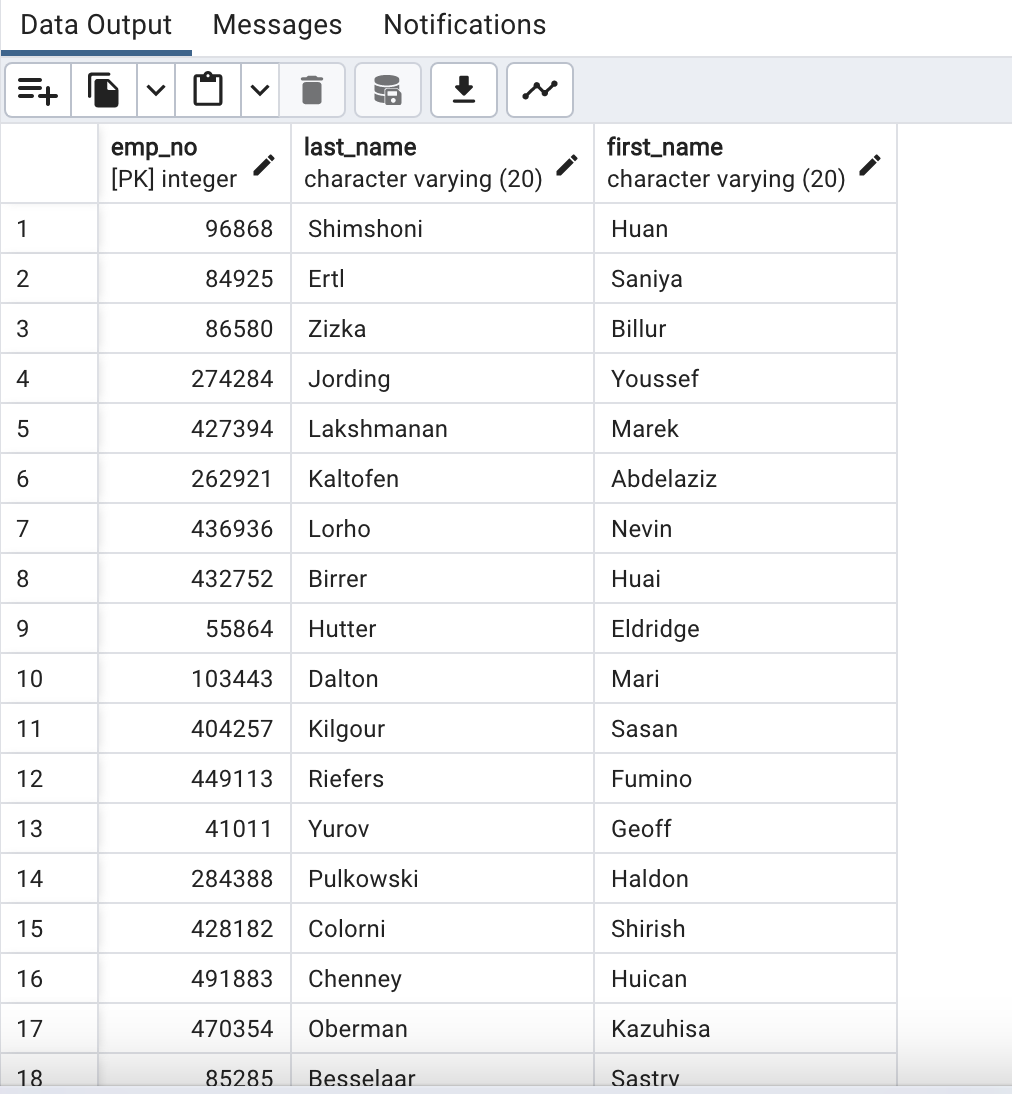 Data Output Messages Notifications
emp_no last_name first_name
[PK] integer character varying (20) character varying (20)
1 96868 Shimshoni Huan
2 84925 Ertl Saniya
3 86580 Zizka Billur
4 274284 Jording Youssef
5 427394 Lakshmanan Marek
6 262921 Kaltofen Abdelaziz
7 436936 Lorho Nevin
8 432752 Birrer Huai
9 55864 Hutter Eldridge
10 103443 Dalton Mari
11 404257 Kilgour Sasan
12 449113 Riefers Fumino
13 41011 Yurov Geoff
14 284388 Pulkowski Haldon
15 428182 Colorni Shirish
16 491883 Chenney Huican
17 470354 Oberman Kazuhisa
18 85285 Besselaar Sastry